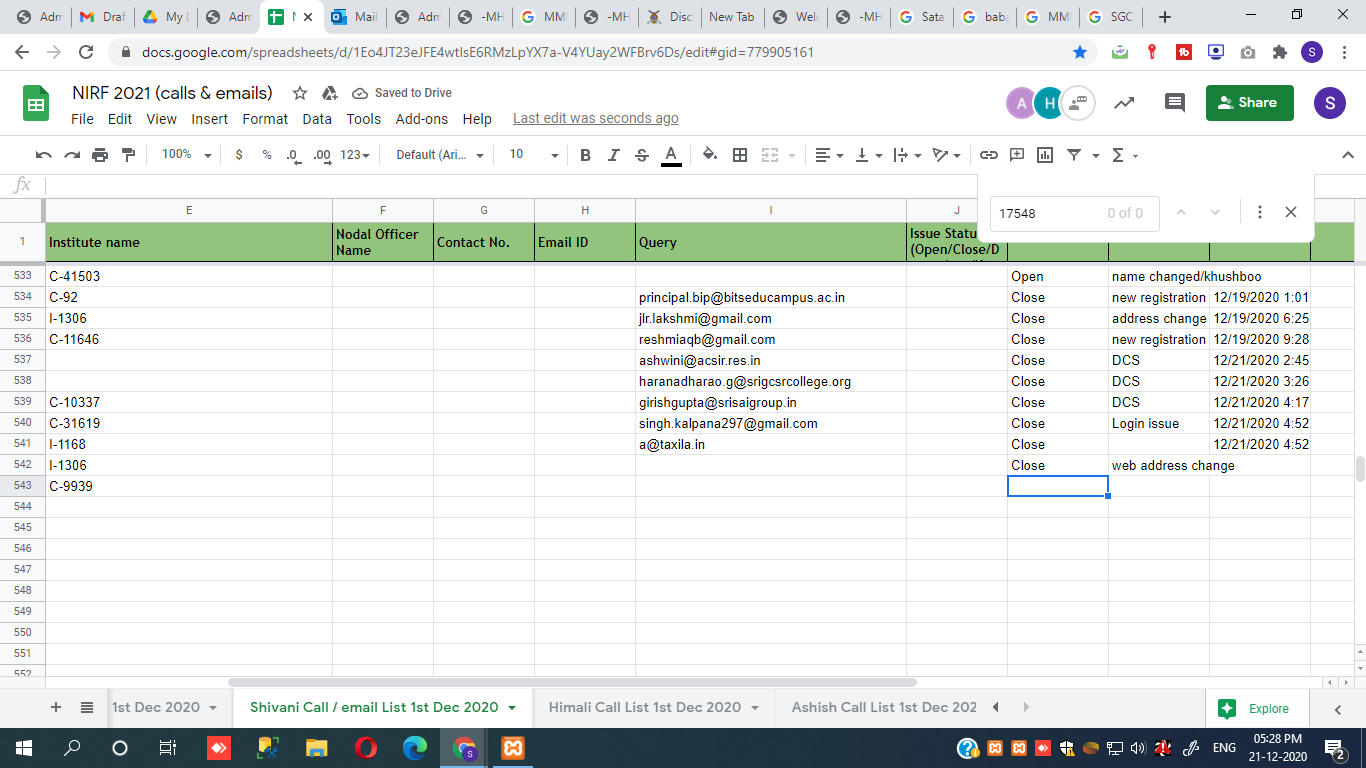 Adm
Draf
My I
Adm
Mail
Adm
-MH
MM
-MH
Disc
New Tab
Welc
-MH
Sata
bab
MM
SGC
docs.google.com/spreadsheets/d/1Eo4JT23eJFE4wtIsE6RMzLpYX7a-V4YUay2WFBrv6Ds/edit#gid=779905161
S
NIRF 2021 (calls & emails)
Saved to Drive
A H
Share
S
File Edit View Insert Format Data Tools Add-ons Help Last edit was seconds ago
100% $ % .0 .00 123 Default (Ari... 10 B I S A
fx
17548 0 of 0
E F G H I J
1 Institute name Nodal Officer Name Contact No. Email ID Query Issue Statu (Open/Close/D
533 C-41503 Open name changed/khushboo
534 C-92 principal.bip@bitseducampus.ac.in Close new registration 12/19/2020 1:01
535 I-1306 jlr.lakshmi@gmail.com Close address change 12/19/2020 6:25
536 C-11646 reshmiaqb@gmail.com Close new registration 12/19/2020 9:28
537 ashwini@acsir.res.in Close DCS 12/21/2020 2:45
538 haranadharao.g@srigcsrcollege.org Close DCS 12/21/2020 3:26
539 C-10337 girishgupta@srisaigroup.in Close DCS 12/21/2020 4:17
540 C-31619 singh.kalpana297@gmail.com Close Login issue 12/21/2020 4:52
541 I-1168 a@taxila.in Close 12/21/2020 4:52
542 I-1306 Close web address change
543 C-9939
544
545
546
547
548
549
550
551
552
1st Dec 2020 Shivani Call / email List 1st Dec 2020 Himali Call List 1st Dec 2020 Ashish Call List 1st Dec 202 Explore
ENG 05:28 PM
21-12-2020 2